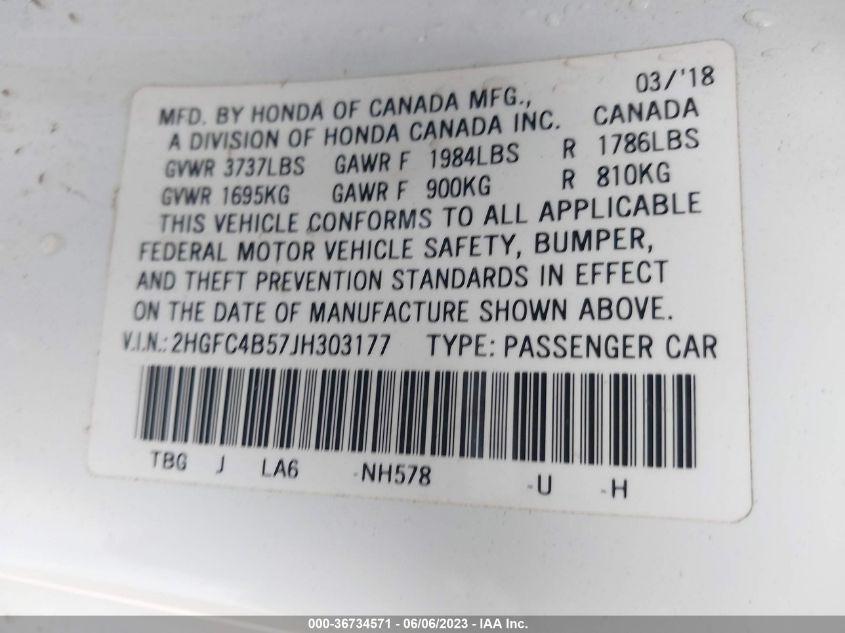 03/'18
MFD. BY HONDA OF CANADA MFG.,
A DIVISION OF HONDA CANADA INC. CANADA
GVWR 3737LBS GAWR F 1984LBS R 1786LBS
GVWR 1695KG GAWR F 900KG R 810KG
THIS VEHICLE CONFORMS TO ALL APPLICABLE
FEDERAL MOTOR VEHICLE SAFETY, BUMPER,
AND THEFT PREVENTION STANDARDS IN EFFECT
ON THE DATE OF MANUFACTURE SHOWN ABOVE.
V.I.N.: 2HGFC4B57JH303177 TYPE: PASSENGER CAR
TBG J LA6 -NH578 -U -H
000-36734571 - 06/06/2023 - IAA Inc.